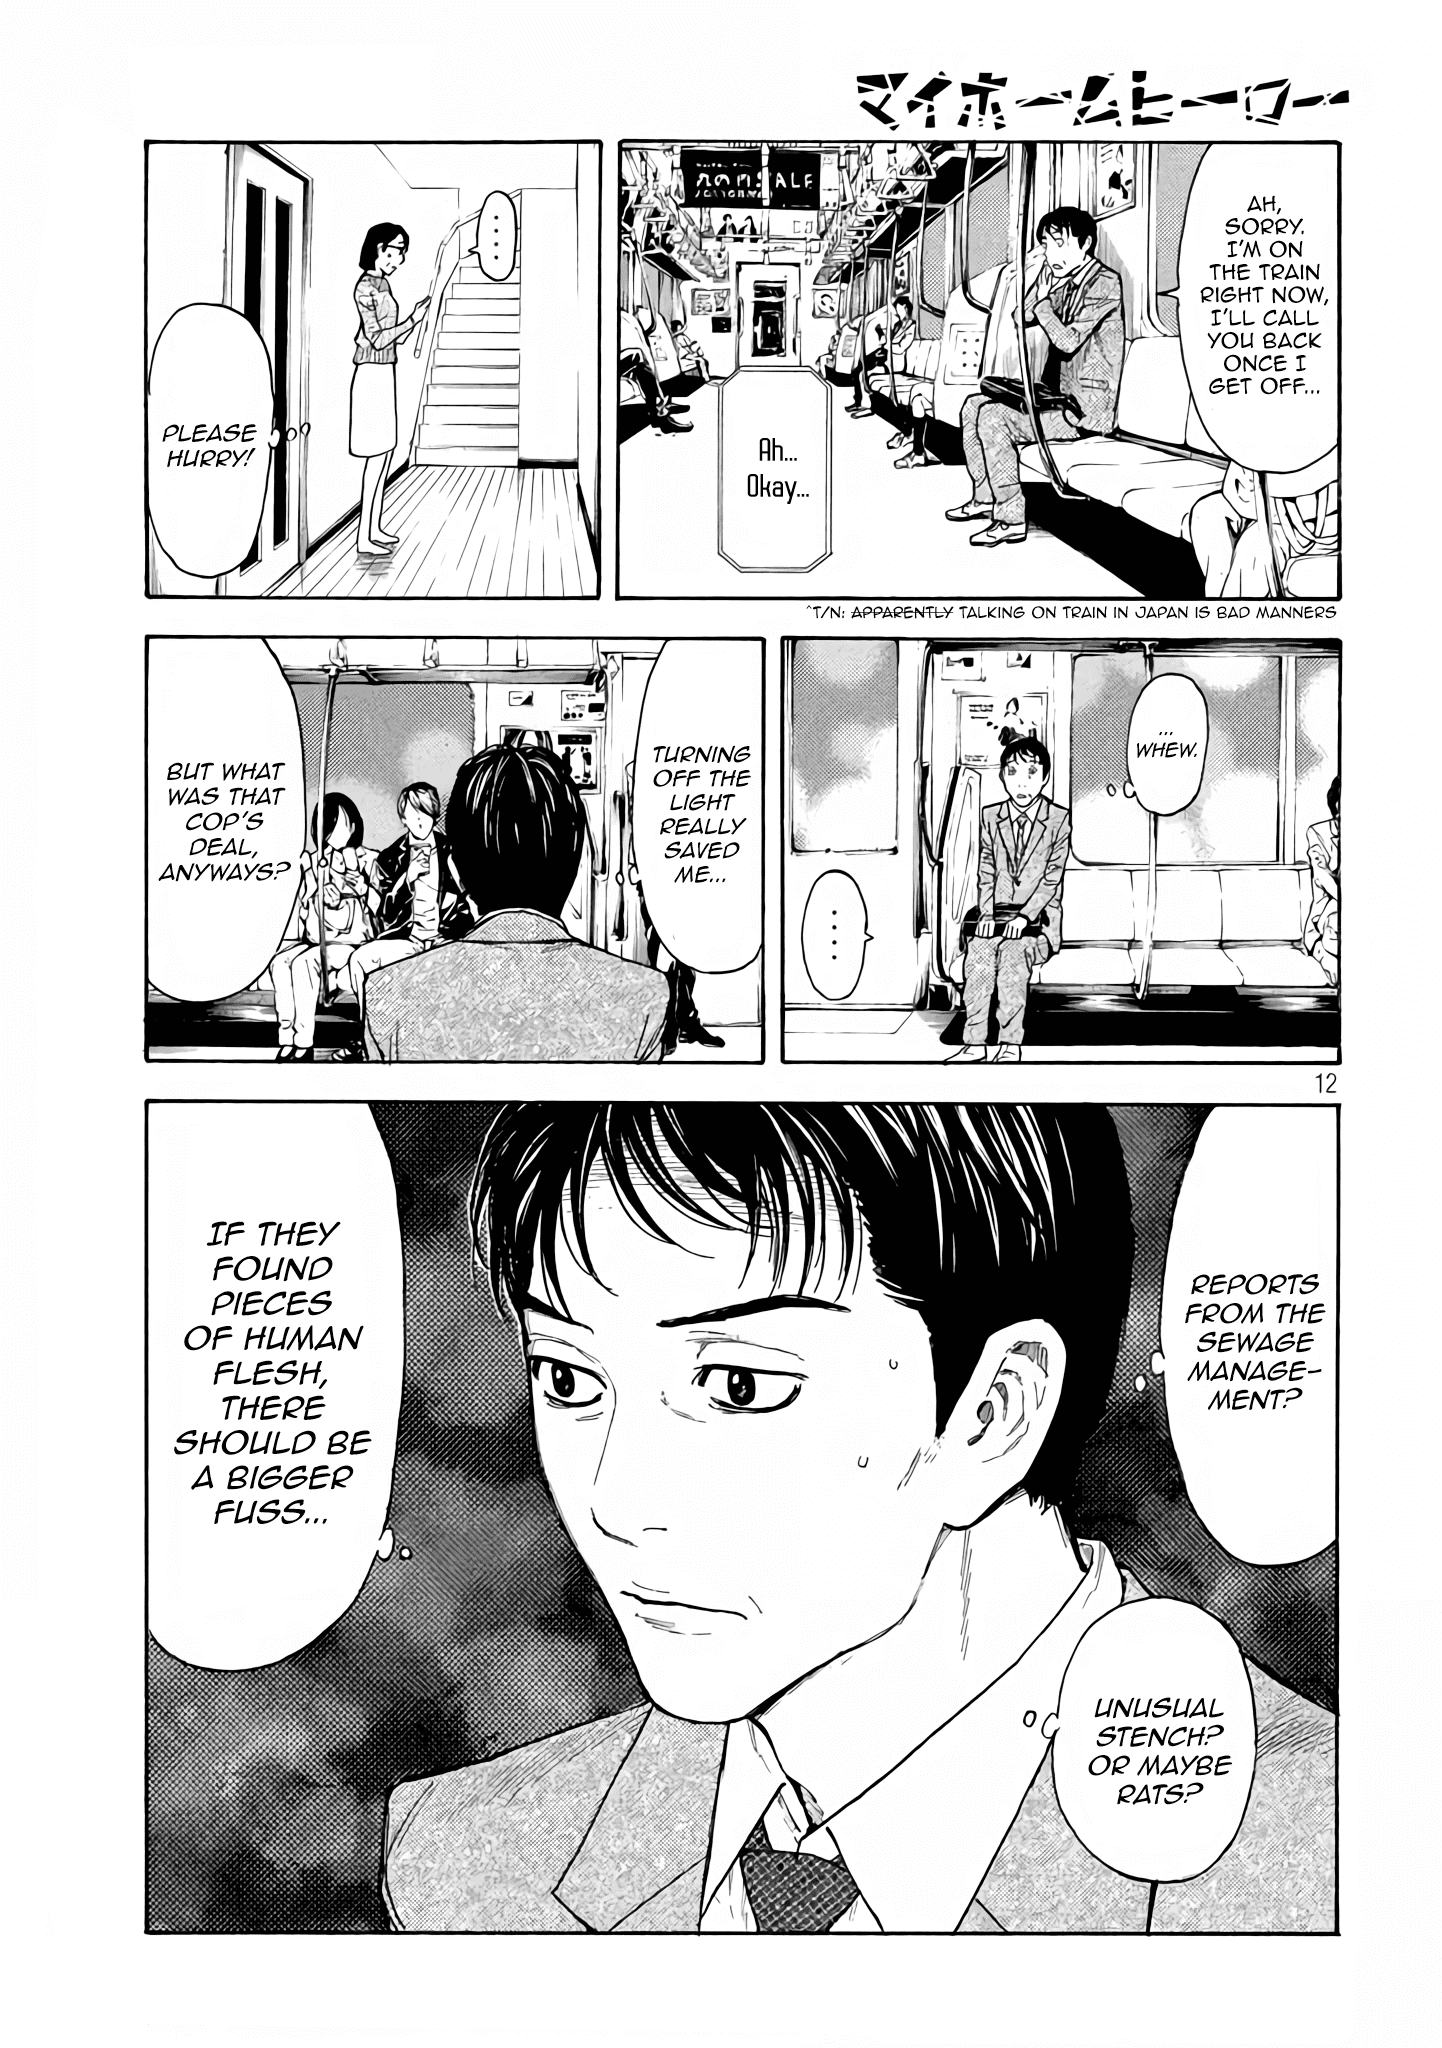 マイホームヒーロー
AH,
SORRY.
I'M ON
THE TRAIN
RIGHT NOW,
I'LL CALL
YOU BACK
ONCE I
GET OFF...
SALE
Ah...
Okay...
....
PLEASE
HURRY!
^T/N: APPARENTLY TALKING ON TRAIN IN JAPAN IS BAD MANNERS
...
WHEW.
....
TURNING
OFF THE
LIGHT
REALLY
SAVED
ME...
BUT WHAT
WAS THAT
COP'S
DEAL,
ANYWAYS?
12
REPORTS
FROM THE
SEWAGE
MANAGE-
MENT?
UNUSUAL
STENCH?
OR MAYBE
RATS?
IF THEY
FOUND
PIECES
OF HUMAN
FLESH,
THERE
SHOULD BE
A BIGGER
FUSS...